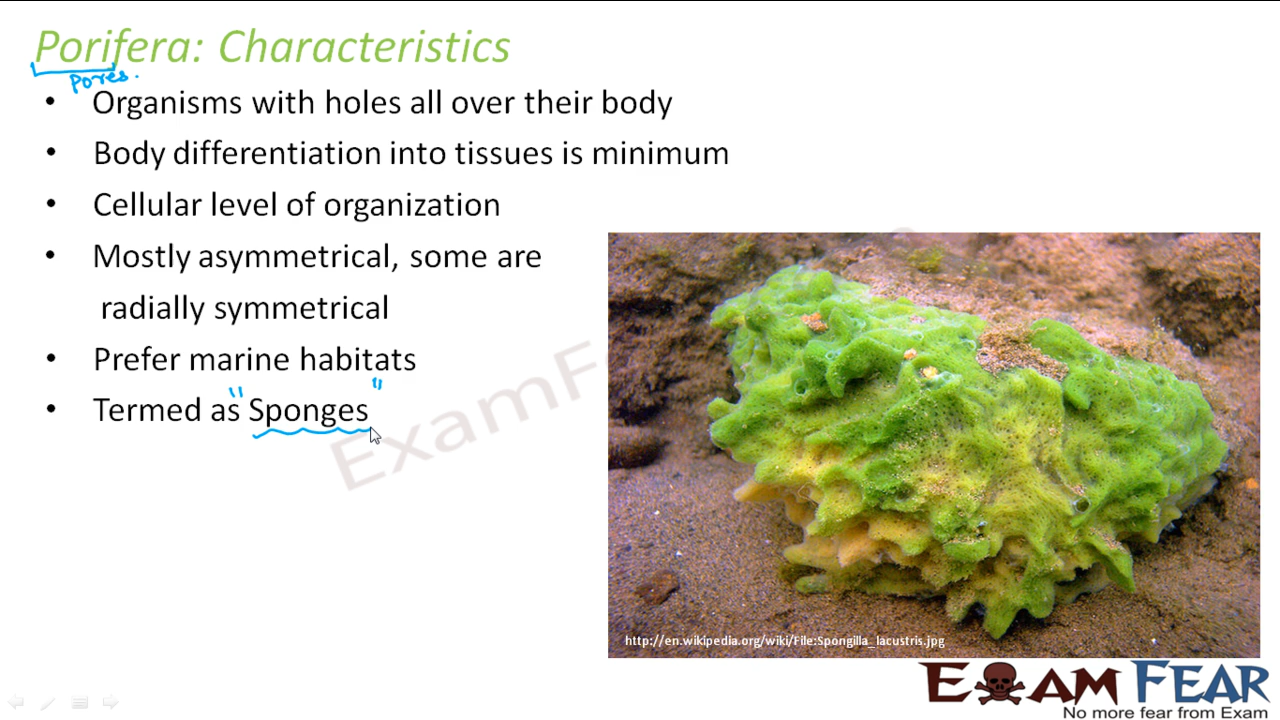 Porifera: Characteristics
Pores.
• Organisms with holes all over their body
• Body differentiation into tissues is minimum
• Cellular level of organization
• Mostly asymmetrical, some are
radially symmetrical
• Prefer marine habitats
• Termed as "Sponges"
ExamF
http://en.wikipedia.org/wiki/File:Spongilla_lacustris.jpg
EXAM FEAR
No more fear from Exam